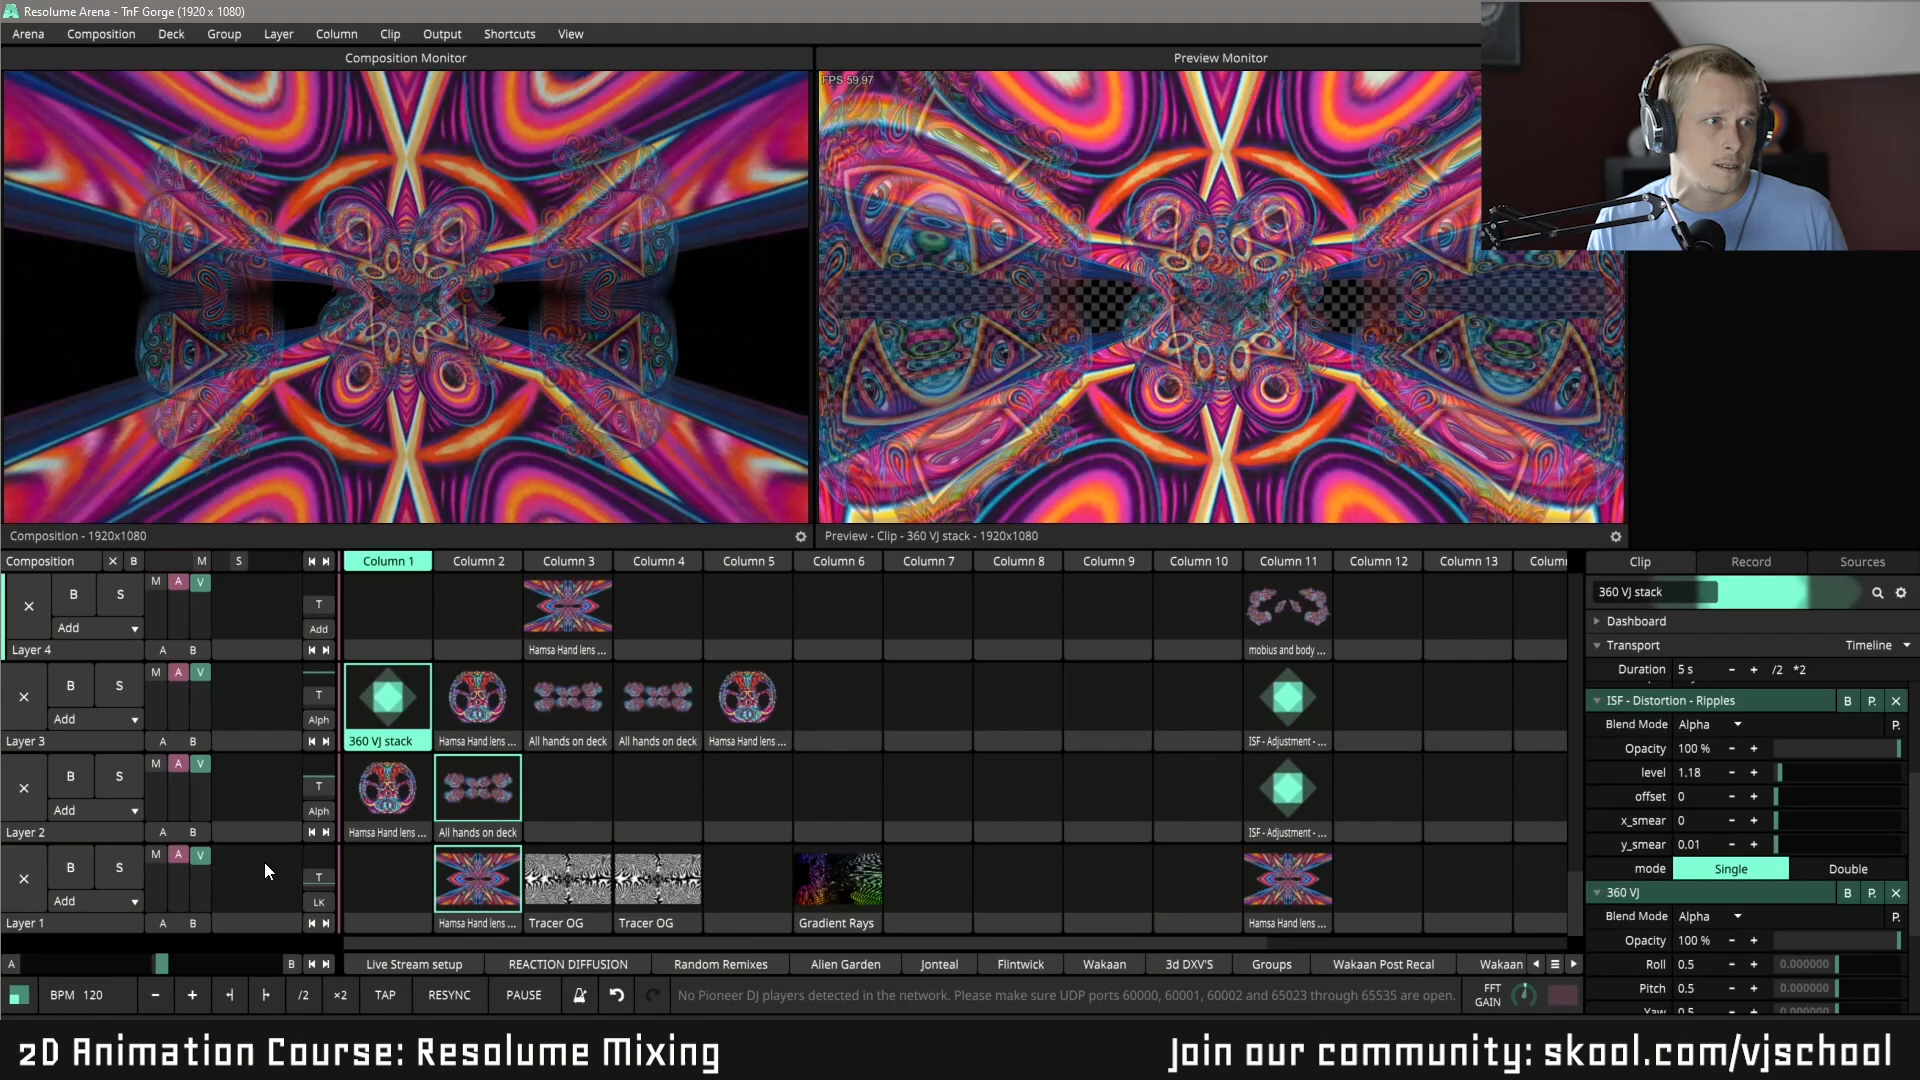 Resolume Arena - TnF Gorge (1920 x 1080)
Arena Composition Deck Group Layer Column Clip Output Shortcuts View
Composition Monitor
Preview Monitor
FPS 59.97
Composition - 1920x1080
Preview - Clip - 360 VJ stack - 1920x1080
Composition X B M S
Column 1 Column 2 Column 3 Column 4 Column 5 Column 6 Column 7 Column 8 Column 9 Column 10 Column 11 Column 12 Column 13
Clip Record Sources
B S M A V T
Add Add
Layer 4 A B
Hamsa Hand lens ... mobius and body ...
B S M A V T
Add Alph
Layer 3 A B
360 VJ stack Hamsa Hand lens ... All hands on deck All hands on deck Hamsa Hand lens ... ISF - Adjustment - ...
B S M A V T
Add Alph
Layer 2 A B
Hamsa Hand lens ... All hands on deck ISF - Adjustment - ...
B S M A V T
Add LK
Layer 1 A B
Hamsa Hand lens ... Tracer OG Tracer OG Gradient Rays Hamsa Hand lens ...
360 VJ stack
Dashboard
Transport Timeline
Duration 5 s - + /2 *2
ISF - Distortion - Ripples B P. X
Blend Mode Alpha P.
Opacity 100 % - +
level 1.18 - +
offset 0 - +
x_smear 0 - +
y_smear 0.01 - +
mode Single Double
360 VJ B P. X
Blend Mode Alpha P.
Opacity 100 % - +
Roll 0.5 - + 0.000000
Pitch 0.5 - + 0.000000
Yaw 0.5 - + 0.000000
A B
Live Stream setup REACTION DIFFUSION Random Remixes Alien Garden Jonteal Flintwick Wakaan 3d DXV'S Groups Wakaan Post Recal Wakaan
BPM 120 - + /2 ×2 TAP RESYNC PAUSE
No Pioneer DJ players detected in the network. Please make sure UDP ports 60000, 60001, 60002 and 65023 through 65535 are open.
FFT GAIN
2D Animation Course: Resolume Mixing
Join our community: skool.com/vjschool